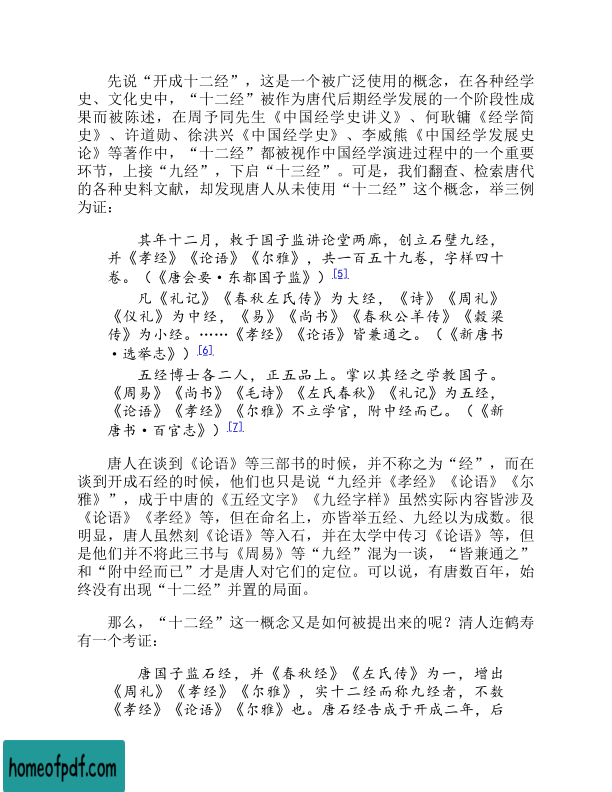 先说“开成十二经”，这是一个被广泛使用的概念，在各种经学
史、文化史中，“十二经”被作为唐代后期经学发展的一个阶段性成
果而被陈述，在周予同先生《中国经学史讲义》、何耿镛《经学简
史》、许道勋、徐洪兴《中国经学史》、李威熊《中国经学发展史
论》等著作中，“十二经”都被视作中国经学演进过程中的一个重要
环节，上接“九经”，下启“十三经”。可是，我们翻查、检索唐代
的各种史料文献，却发现唐人从未使用“十二经”这个概念，举三例
为证：
其年十二月，敕于国子监讲论堂两廊，创立石壁九经，
并《孝经》《论语》《尔雅》，共一百五十九卷，字样四十
卷。（《唐会要·东都国子监》）[5]
凡《礼记》《春秋左氏传》为大经，《诗》《周礼》
《仪礼》为中经，《易》《尚书》《春秋公羊传》《穀梁
传》为小经。……《孝经》《论语》皆兼通之。（《新唐书
·选举志》）[6]
五经博士各二人，正五品上。掌以其经之学教国子。
《周易》《尚书》《毛诗》《左氏春秋》《礼记》为五经，
《论语》《孝经》《尔雅》不立学官，附中经而已。（《新
唐书·百官志》）[7]
唐人在谈到《论语》等三部书的时候，并不称之为“经”，而在
谈到开成石经的时候，他们也只是说“九经并《孝经》《论语》《尔
雅》”，成于中唐的《五经文字》《九经字样》虽然实际内容皆涉及
《论语》《孝经》等，但在命名上，亦皆举五经、九经以为成数。很
明显，唐人虽然刻《论语》等入石，并在太学中传习《论语》等，但
是他们并不将此三书与《周易》等“九经”混为一谈，“皆兼通之”
和“附中经而已”才是唐人对它们的定位。可以说，有唐数百年，始
终没有出现“十二经”并置的局面。
那么，“十二经”这一概念又是如何被提出来的呢？清人迮鹤寿
有一个考证：
唐国子监石经，并《春秋经》《左氏传》为一，增出
《周礼》《孝经》《尔雅》，实十二经而称九经者，不数
《孝经》《论语》《尔雅》也。唐石经告成于开成二年，后
homeofpdf.com